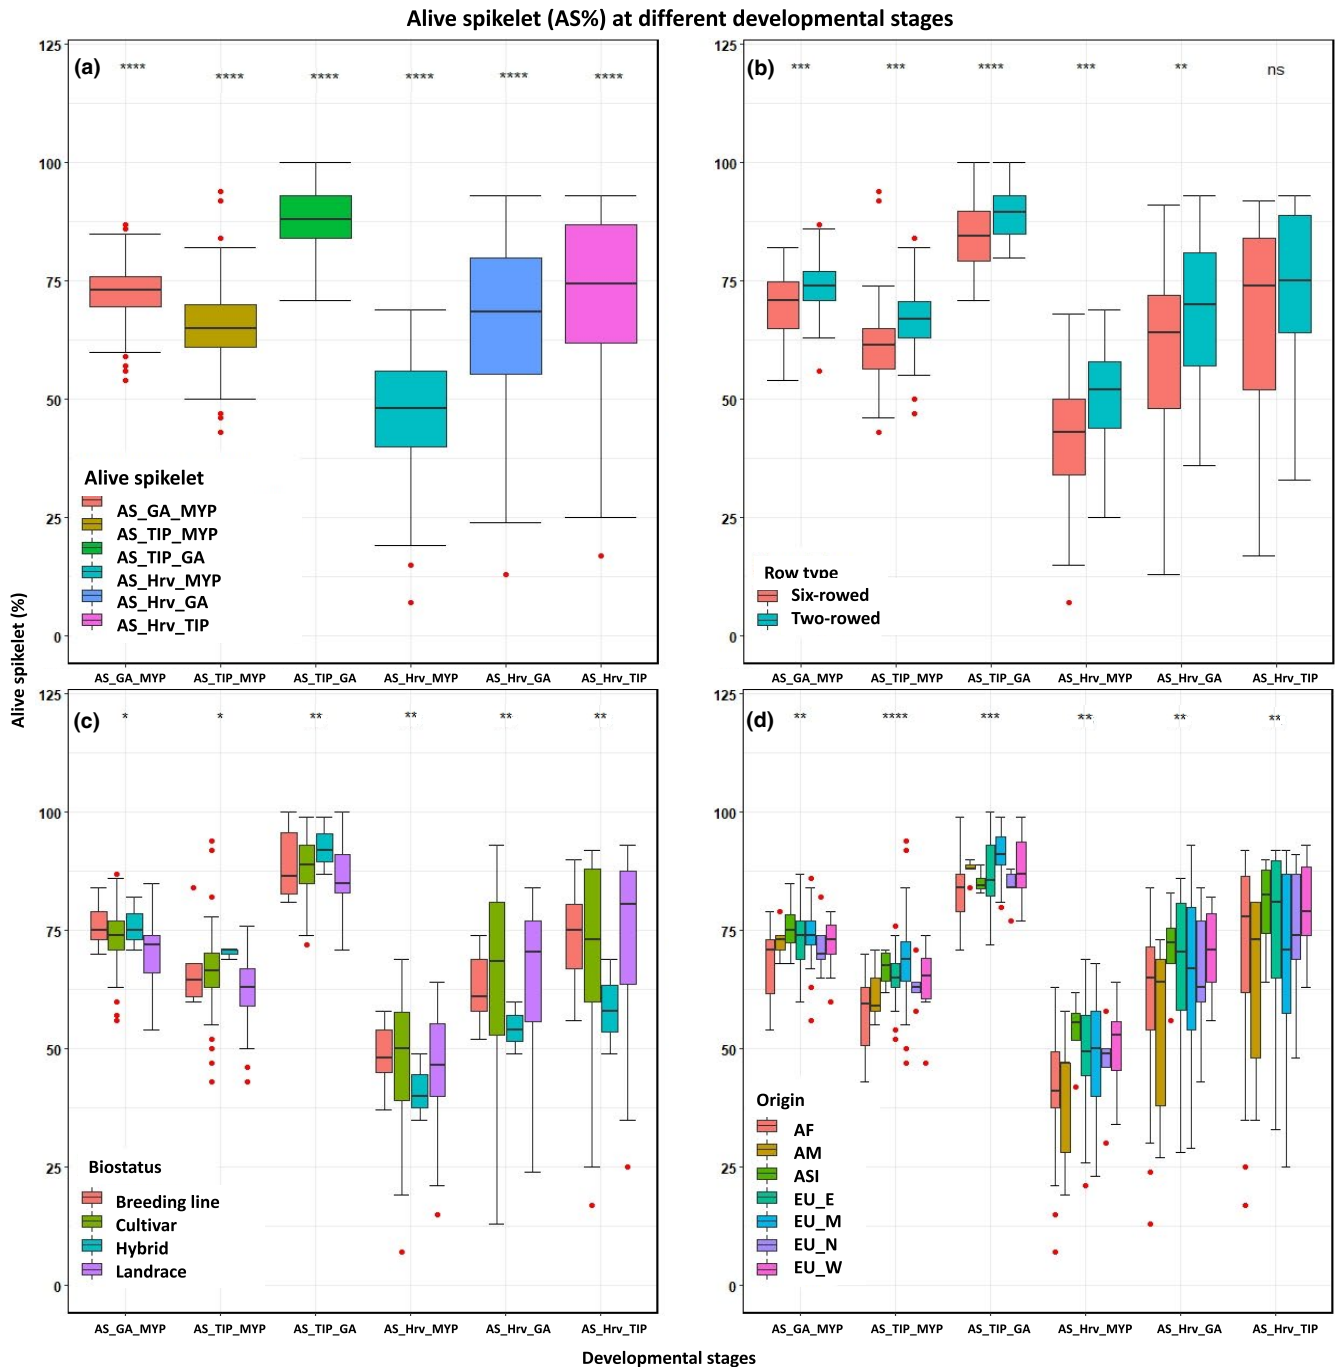 Alive spikelet (AS%) at different developmental stages
(a)
**** **** **** **** **** ****
125
100
75
50
25
0
Alive spikelet
AS_GA_MYP
AS_TIP_MYP
AS_TIP_GA
AS_Hrv_MYP
AS_Hrv_GA
AS_Hrv_TIP
AS_GA_MYP AS_TIP_MYP AS_TIP_GA AS_Hrv_MYP AS_Hrv_GA AS_Hrv_TIP
(b)
*** *** **** *** ** ns
125
100
75
50
25
0
Row type
Six-rowed
Two-rowed
AS_GA_MYP AS_TIP_MYP AS_TIP_GA AS_Hrv_MYP AS_Hrv_GA AS_Hrv_TIP
Alive spikelet (%)
(c)
* * ** ** ** **
125
100
75
50
25
0
Biostatus
Breeding line
Cultivar
Hybrid
Landrace
AS_GA_MYP AS_TIP_MYP AS_TIP_GA AS_Hrv_MYP AS_Hrv_GA AS_Hrv_TIP
(d)
** **** *** ** ** **
125
100
75
50
25
0
Origin
AF
AM
ASI
EU_E
EU_M
EU_N
EU_W
AS_GA_MYP AS_TIP_MYP AS_TIP_GA AS_Hrv_MYP AS_Hrv_GA AS_Hrv_TIP
Developmental stages